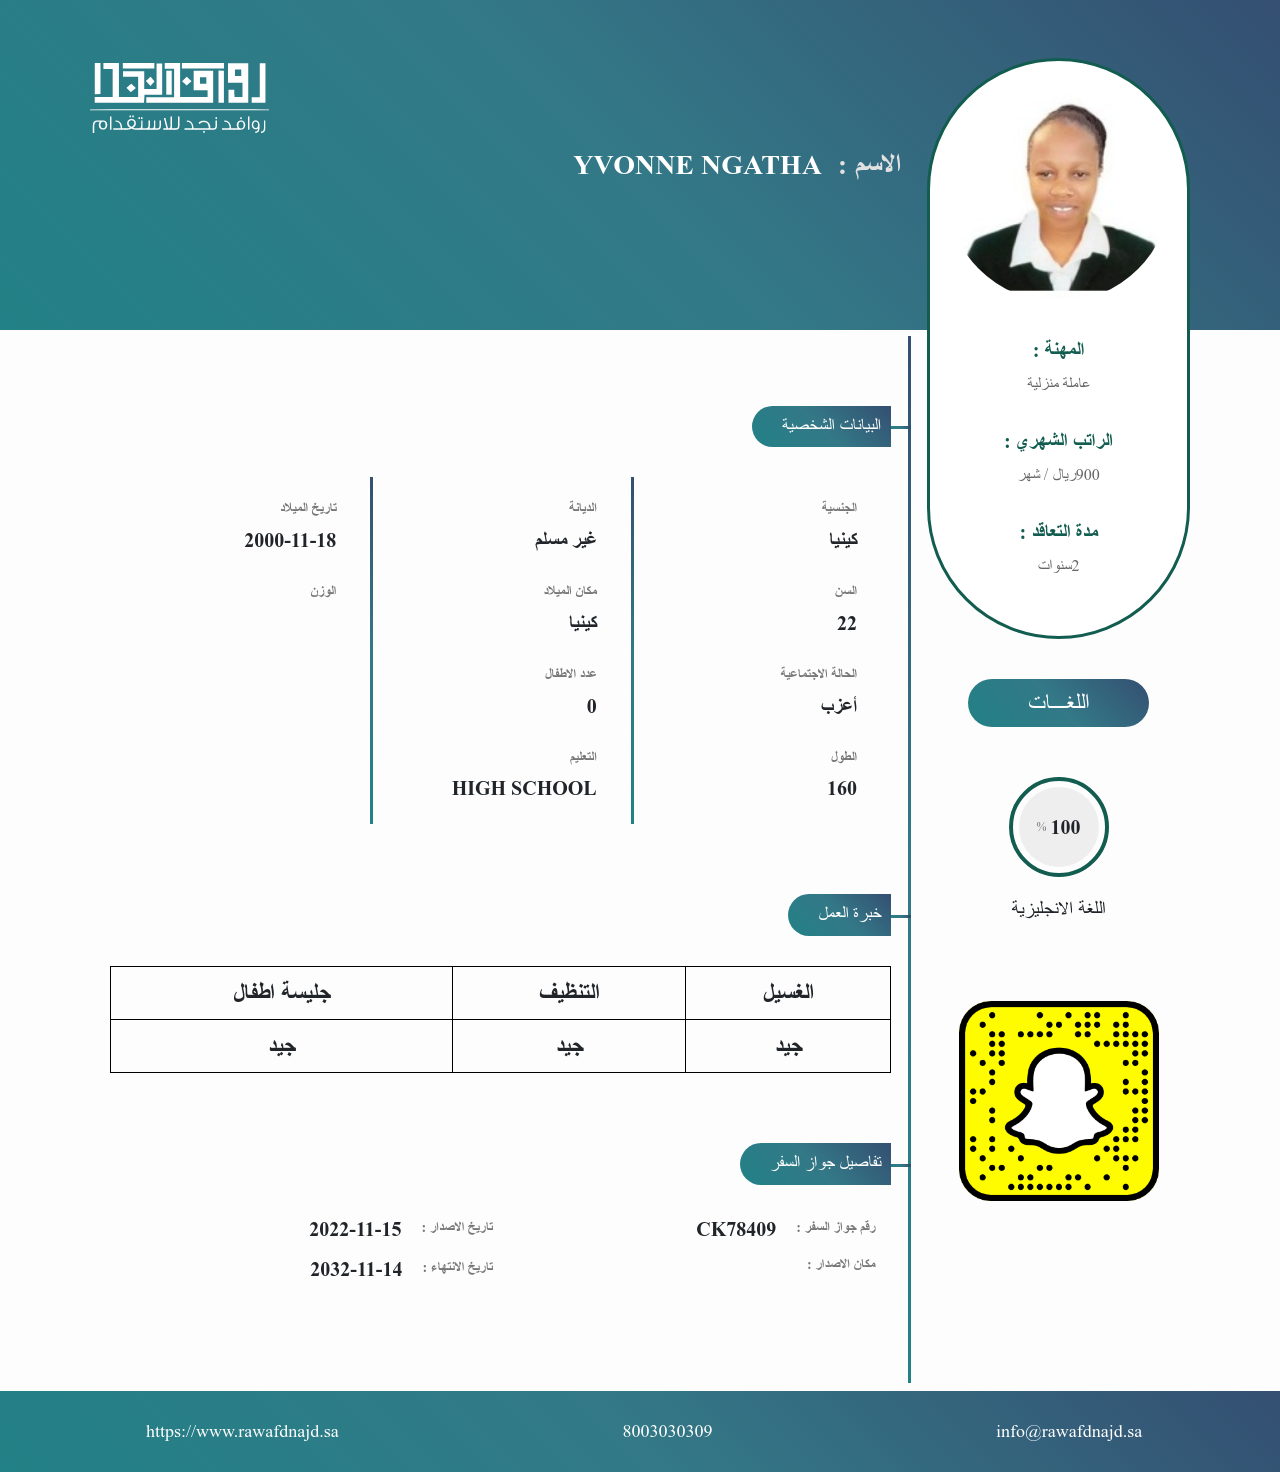 روافد نجد
روافد نجد للاستقدام
الاسم : YVONNE NGATHA
المهنة :
عاملة منزلية
الراتب الشهري :
900ريال / شهر
مدة التعاقد :
2سنوات
اللغـــات
100 %
اللغة الانجليزية
البيانات الشخصية
الجنسية
كينيا
السن
22
الحالة الاجتماعية
أعزب
الطول
160
الديانة
غير مسلم
مكان الميلاد
كينيا
عدد الاطفال
0
التعليم
HIGH SCHOOL
تاريخ الميلاد
2000-11-18
الوزن
خبرة العمل
الغسيل التنظيف جليسة اطفال
جيد جيد جيد
تفاصيل جواز السفر
رقم جواز السفر : CK78409
مكان الاصدار :
تاريخ الاصدار : 2022-11-15
تاريخ الانتهاء : 2032-11-14
info@rawafdnajd.sa
8003030309
https://www.rawafdnajd.sa